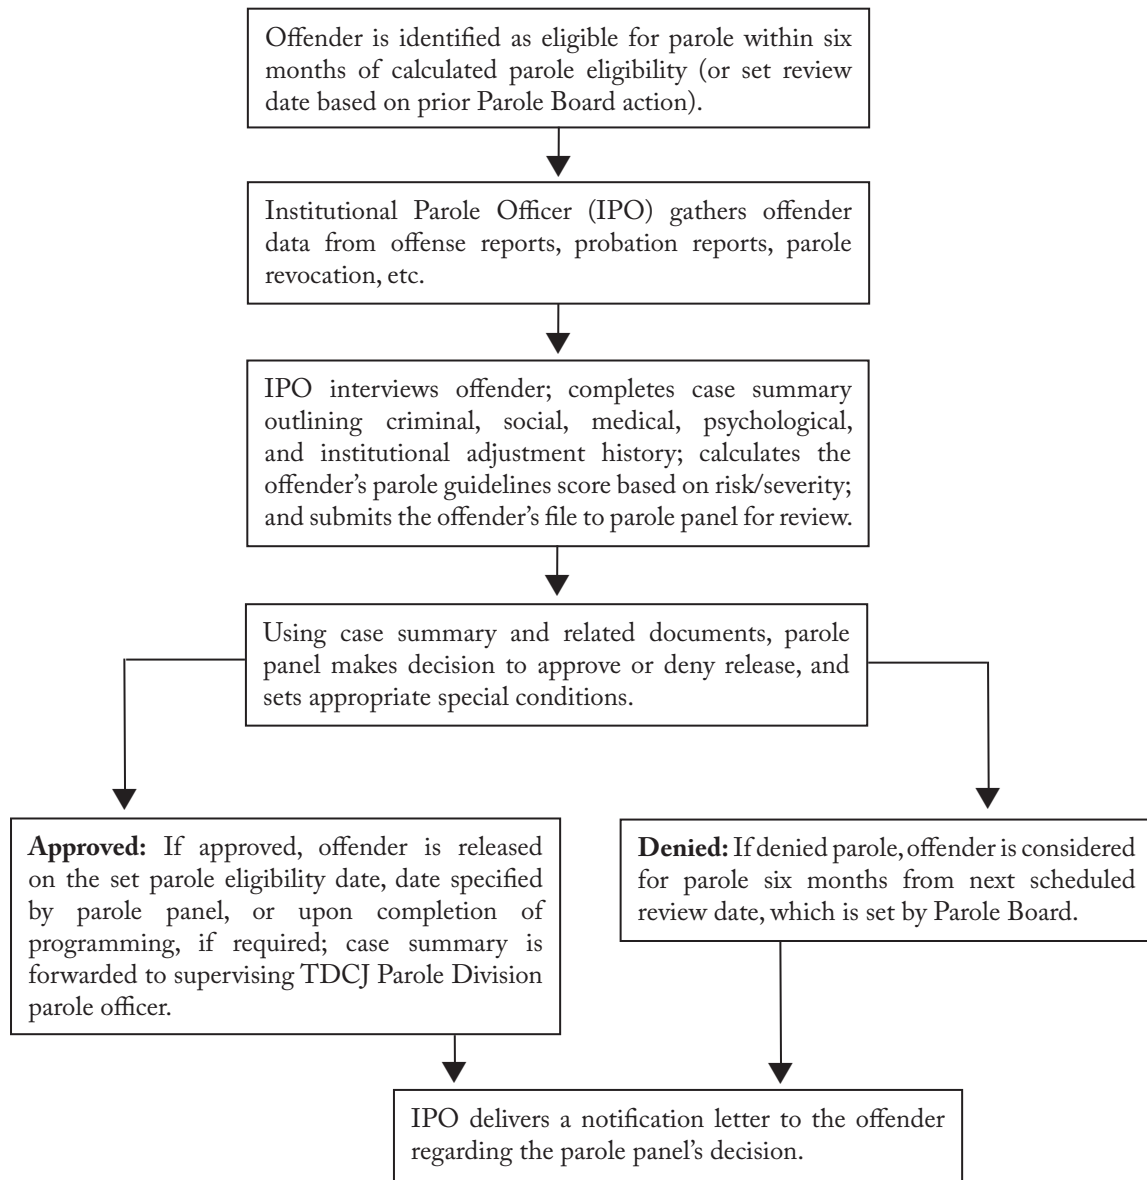 Offender is identified as eligible for parole within six
months of calculated parole eligibility (or set review
date based on prior Parole Board action).
Institutional Parole Officer (IPO) gathers offender
data from offense reports, probation reports, parole
revocation, etc.
IPO interviews offender; completes case summary
outlining criminal, social, medical, psychological,
and institutional adjustment history; calculates the
offender’s parole guidelines score based on risk/severity;
and submits the offender’s file to parole panel for review.
Using case summary and related documents, parole
panel makes decision to approve or deny release, and
sets appropriate special conditions.
Approved: If approved, offender is released
on the set parole eligibility date, date specified
by parole panel, or upon completion of
programming, if required; case summary is
forwarded to supervising TDCJ Parole Division
parole officer.
Denied: If denied parole, offender is considered
for parole six months from next scheduled
review date, which is set by Parole Board.
IPO delivers a notification letter to the offender
regarding the parole panel’s decision.